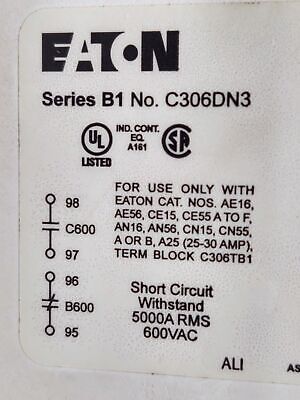 EATON
Series B1 No. C306DN3
UL
LISTED
IND. CONT.
EQ.
A161
SA
FOR USE ONLY WITH
EATON CAT. NOS. AE16,
AE56, CE15, CE55 A TO F,
AN16, AN56, CN15, CN55,
A OR B, A25 (25-30 AMP),
TERM BLOCK C306TB1
98
C600
97
96
B600
95
Short Circuit
Withstand
5000A RMS
600VAC
ALI
AS